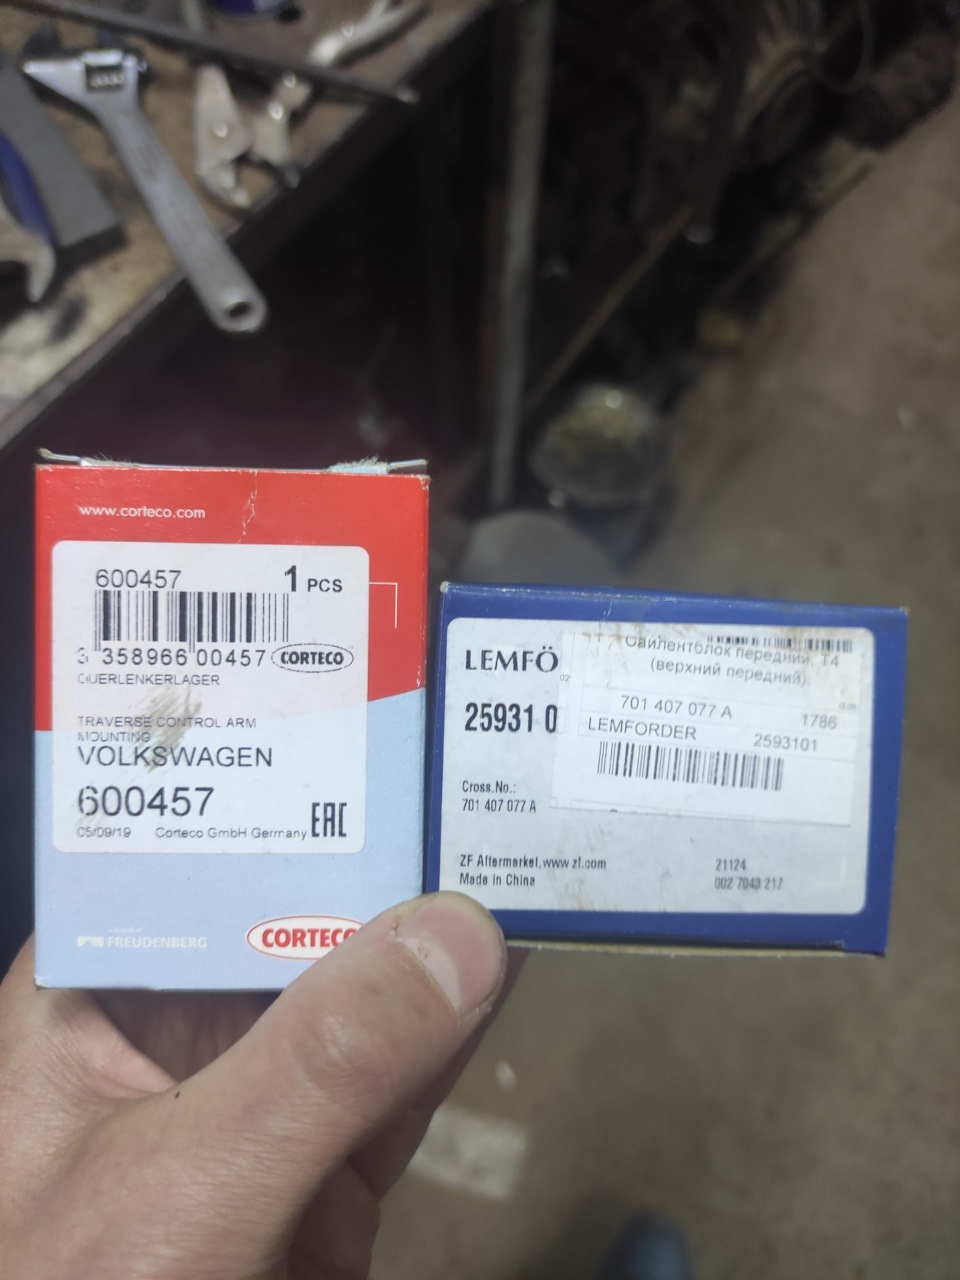 www.corteco.com
600457
1 PCS
3 358966 00457
CORTECO
QUERLENKERLAGER
TRAVERSE CONTROL ARM
MOUNTING
VOLKSWAGEN
600457
05/09/19 Corteco GmbH Germany
EAC
FREUDENBERG
CORTECO
LEMFÖ
25931 0
02
Сайлентблок передний, T4
(верхний передний)
701 407 077 A
1786
LEMFORDER 2593101
Cross.No.:
701 407 077 A
ZF Aftermarket, www.zf.com
Made in China
21124
002 7043 217